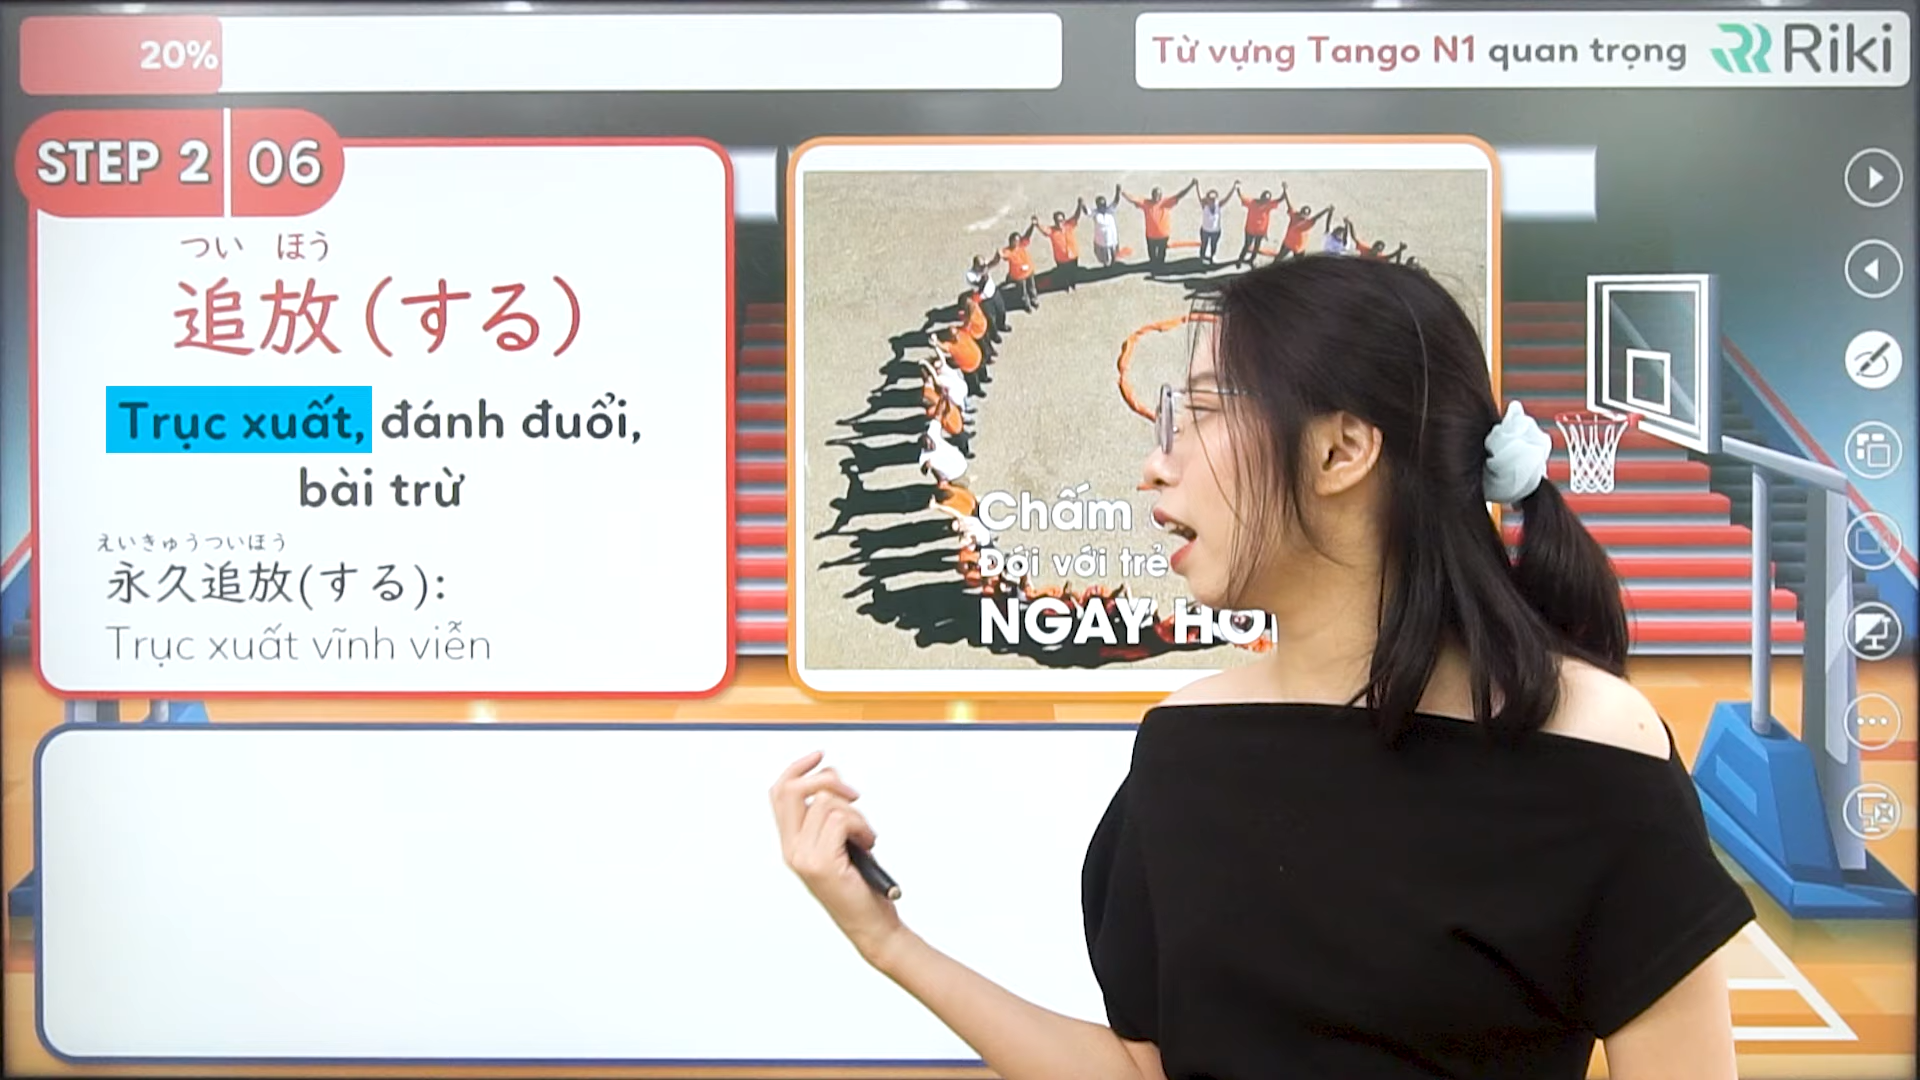 20%
Từ vựng Tango N1 quan trọng
Riki
STEP 2 06
つい ほう
追放(する)
Trục xuất, đánh đuổi,
bài trừ
えいきゅうついほう
永久追放(する):
Trục xuất vĩnh viễn
Chấm
Đối với trẻ
NGAY